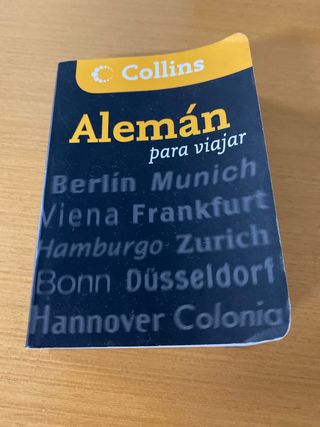 Collins
Alemán
para viajar
Berlín Munich
Viena Frankfurt
Hamburgo Zurich
Bonn Düsseldorf
Hannover Colonia